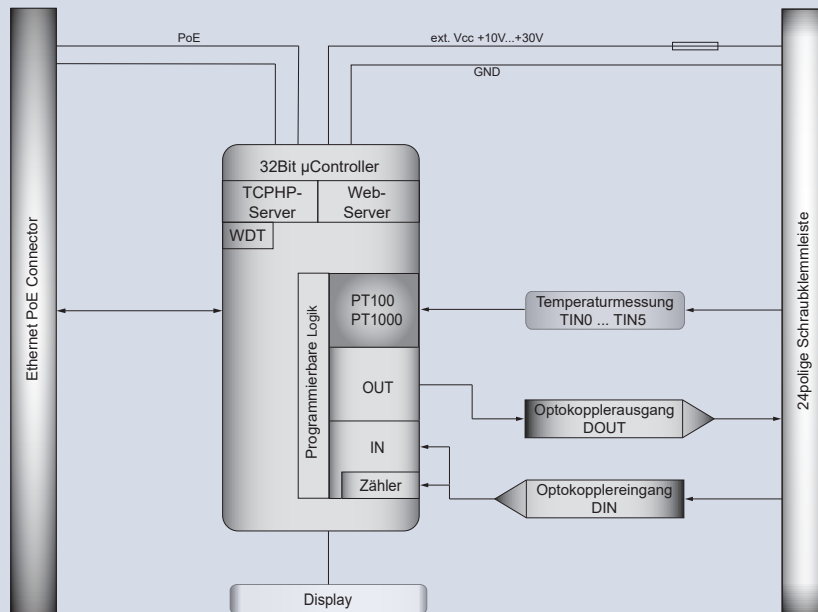 PoE
ext. Vcc +10V...+30V
GND
Ethernet PoE Connector
32Bit µController
TCPHP-
Server
Web-
Server
WDT
Programmierbare Logik
PT100
PT1000
OUT
IN
Zähler
Temperaturmessung
TIN0 ... TIN5
Optokopplerausgang
DOUT
Optokopplereingang
DIN
24polige Schraubklemmleiste
Display